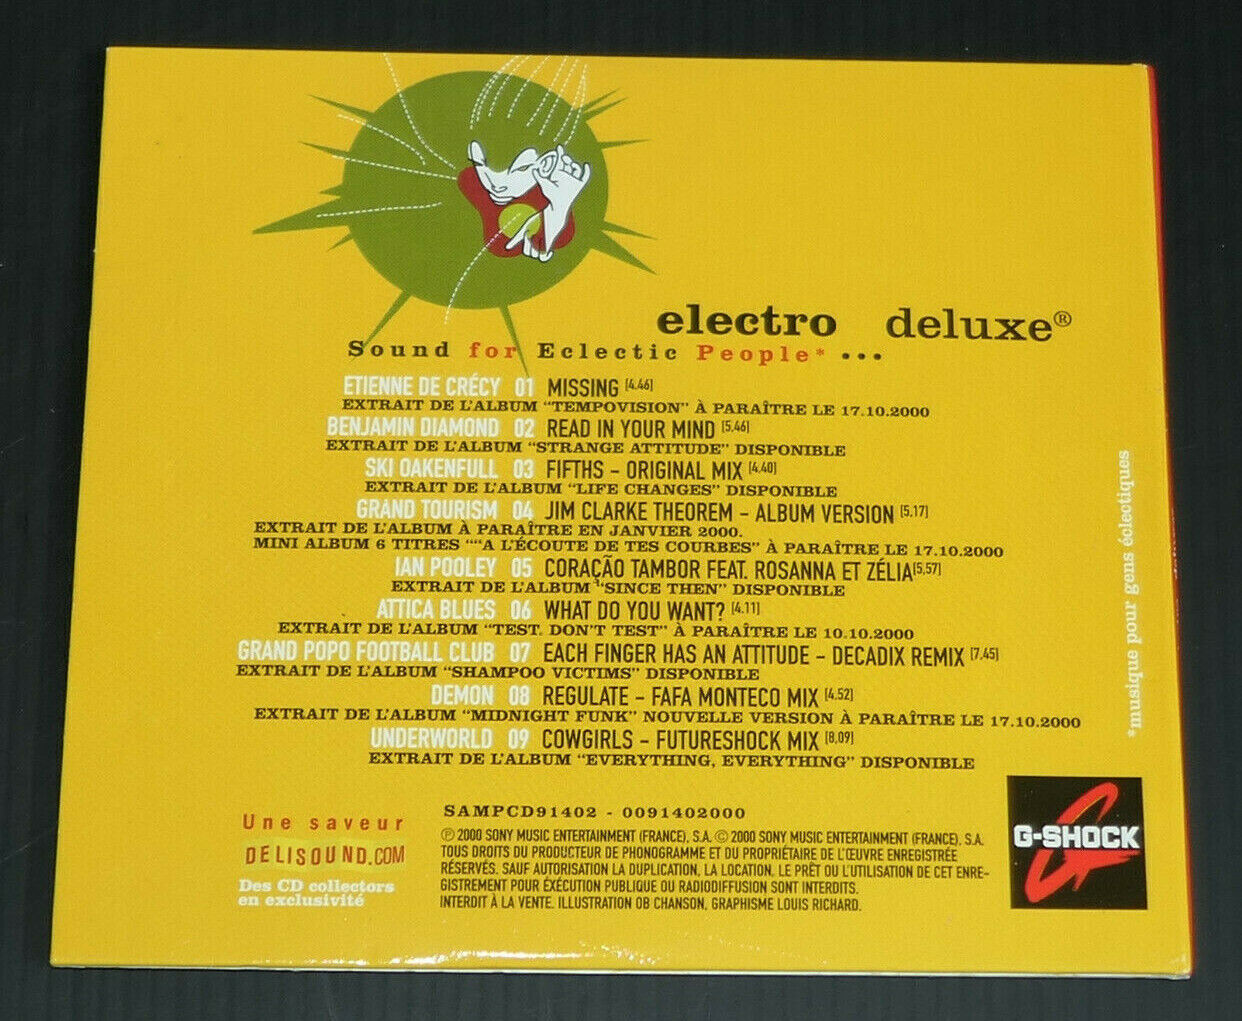 electro deluxe®
Sound for Eclectic People* •••
ETIENNE DE CRÉCY 01 MISSING [4.46]
EXTRAIT DE L'ALBUM "TEMPOVISION" À PARAÎTRE LE 17.10.2000
BENJAMIN DIAMOND 02 READ IN YOUR MIND [5.46]
EXTRAIT DE L'ALBUM "STRANGE ATTITUDE" DISPONIBLE
SKI OAKENFULL 03 FIFTHS - ORIGINAL MIX [4.40]
EXTRAIT DE L'ALBUM "LIFE CHANGES" DISPONIBLE
GRAND TOURISM 04 JIM CLARKE THEOREM - ALBUM VERSION [5.17]
EXTRAIT DE L'ALBUM À PARAÎTRE EN JANVIER 2000.
MINI ALBUM 6 TITRES ""A L'ÉCOUTE DE TES COURBES" À PARAÎTRE LE 17.10.2000
IAN POOLEY 05 CORAÇÃO TAMBOR FEAT. ROSANNA ET ZÉLIA[5,57]
EXTRAIT DE L'ALBUM "SINCE THEN" DISPONIBLE
ATTICA BLUES 06 WHAT DO YOU WANT? [4.11]
EXTRAIT DE L'ALBUM "TEST. DON'T TEST" À PARAÎTRE LE 10.10.2000
GRAND POPO FOOTBALL CLUB 07 EACH FINGER HAS AN ATTITUDE - DECADIX REMIX [7.45]
EXTRAIT DE L'ALBUM "SHAMPOO VICTIMS" DISPONIBLE
DEMON 08 REGULATE - FAFA MONTECO MIX [4.52]
EXTRAIT DE L'ALBUM "MIDNIGHT FUNK" NOUVELLE VERSION À PARAÎTRE LE 17.10.2000
UNDERWORLD 09 COWGIRLS - FUTURESHOCK MIX [8,09]
EXTRAIT DE L'ALBUM "EVERYTHING, EVERYTHING" DISPONIBLE
*musique pour gens éclectiques
Une saveur
DELISOUND.COM
Des CD collectors
en exclusivité
SAMPCD91402 - 0091402000
℗ 2000 SONY MUSIC ENTERTAINMENT (FRANCE), S.A. © 2000 SONY MUSIC ENTERTAINMENT (FRANCE), S.A.
TOUS DROITS DU PRODUCTEUR DE PHONOGRAMME ET DU PROPRIÉTAIRE DE L'ŒUVRE ENREGISTRÉE
RÉSERVÉS. SAUF AUTORISATION LA DUPLICATION, LA LOCATION, LE PRÊT OU L'UTILISATION DE CET ENRE-
GISTREMENT POUR ÉXÉCUTION PUBLIQUE OU RADIODIFFUSION SONT INTERDITS.
INTERDIT À LA VENTE. ILLUSTRATION OB CHANSON, GRAPHISME LOUIS RICHARD.
G-SHOCK